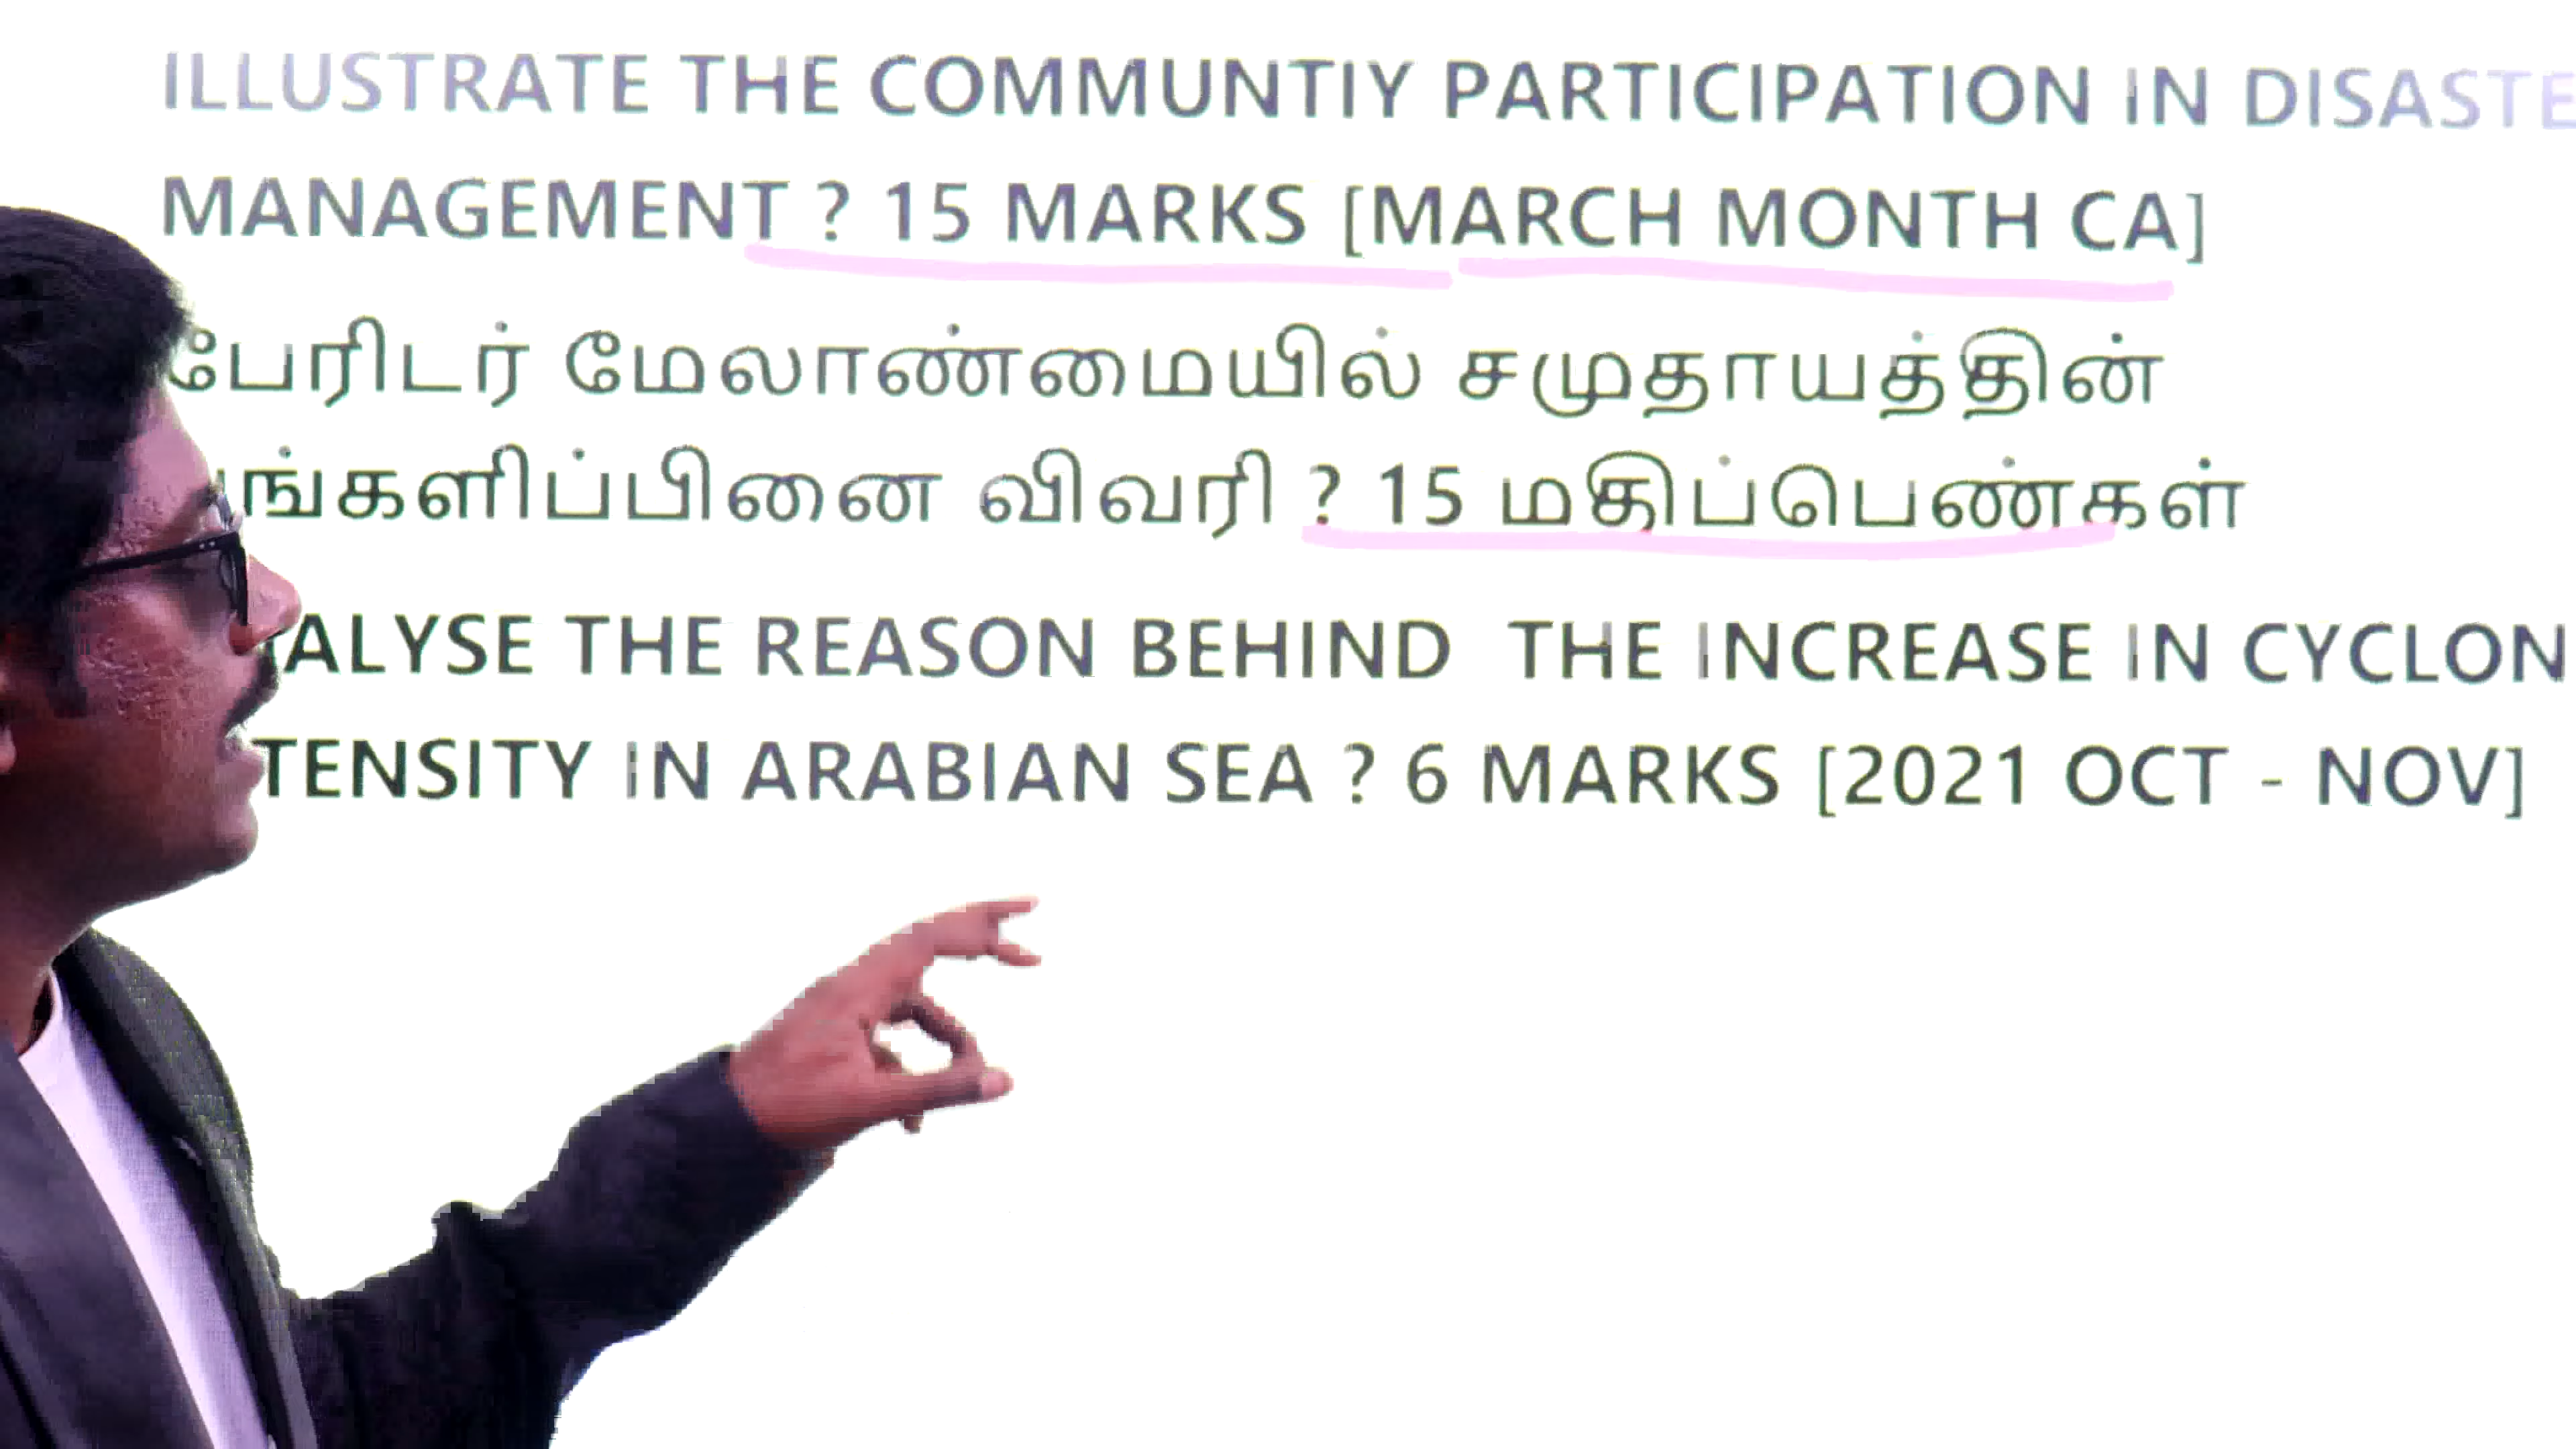 ILLUSTRATE THE COMMUNTIY PARTICIPATION IN DISASTE
MANAGEMENT ? 15 MARKS [MARCH MONTH CA]
பேரிடர் மேலாண்மையில் சமுதாயத்தின்
ங்களிப்பினை விவரி ? 15 மதிப்பெண்கள்
ALYSE THE REASON BEHIND THE INCREASE IN CYCLON
TENSITY IN ARABIAN SEA ? 6 MARKS [2021 OCT - NOV]